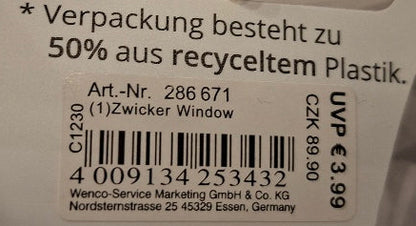 * Verpackung besteht zu
50% aus recyceltem Plastik.
Art.-Nr. 286 671
(1)Zwicker Window
C1230
4 009134 253432
Wenco-Service Marketing GmbH & Co. KG
Nordsternstrasse 25 45329 Essen, Germany
UVP € 3.99
CZK 89.90